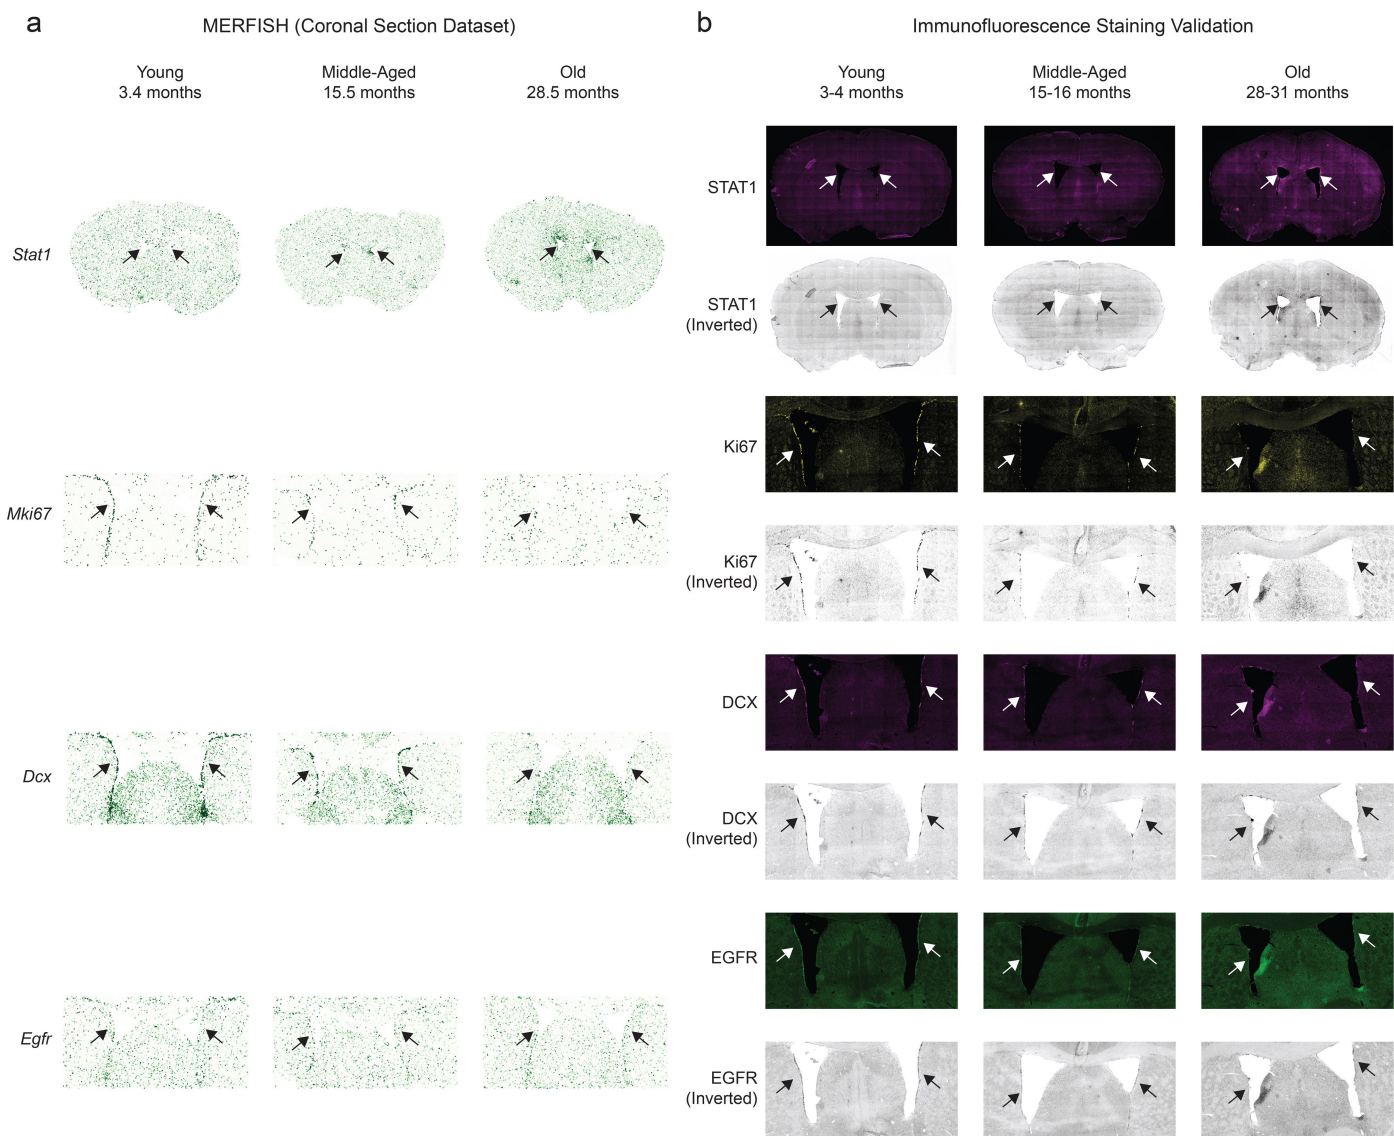 a
MERFISH (Coronal Section Dataset)
Young
3.4 months
Middle-Aged
15.5 months
Old
28.5 months
Stat1
Mki67
Dcx
Egfr
b
Immunofluorescence Staining Validation
Young
3-4 months
Middle-Aged
15-16 months
Old
28-31 months
STAT1
STAT1
(Inverted)
Ki67
Ki67
(Inverted)
DCX
DCX
(Inverted)
EGFR
EGFR
(Inverted)